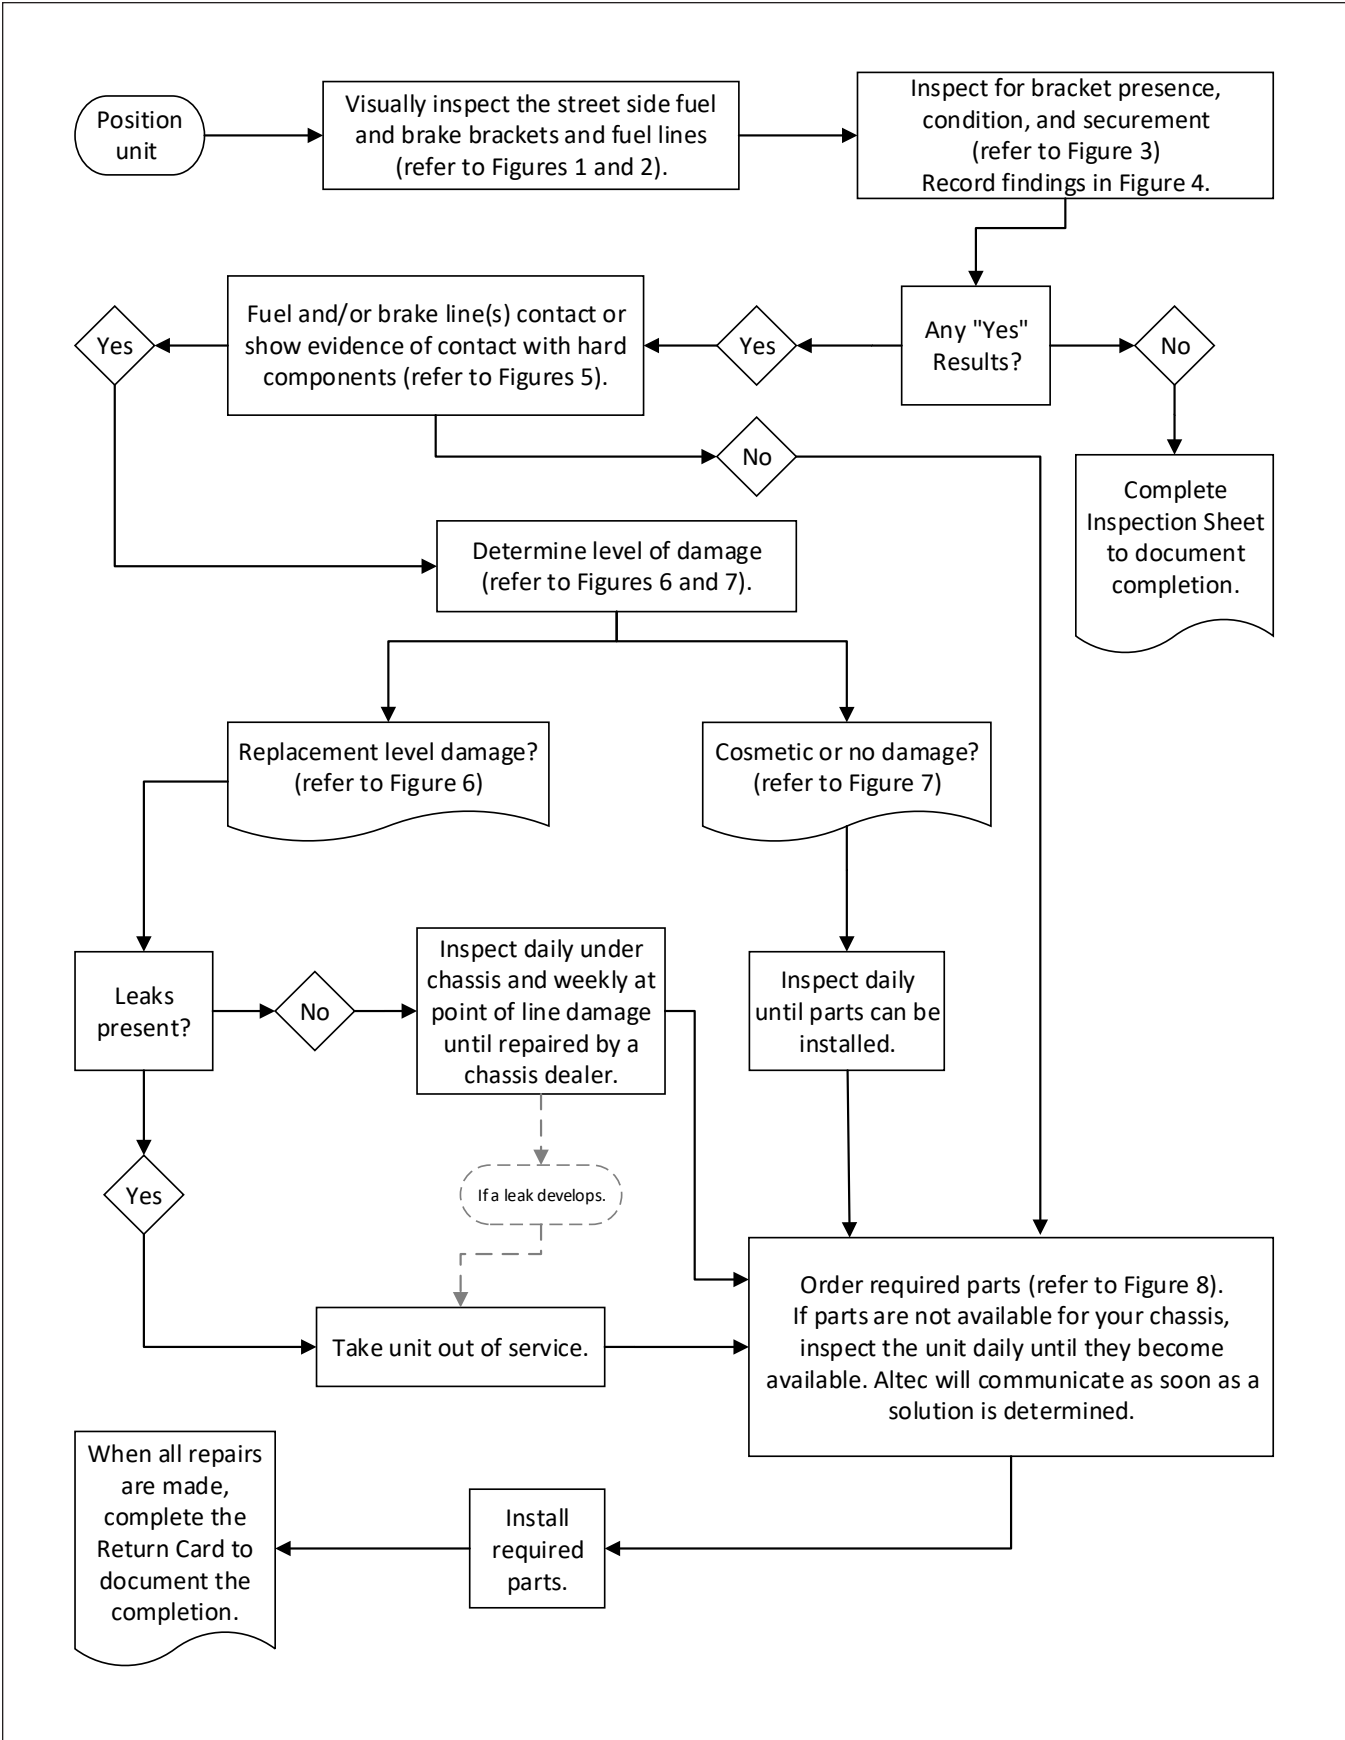 Position
unit
Visually inspect the street side fuel
and brake brackets and fuel lines
(refer to Figures 1 and 2).
Inspect for bracket presence,
condition, and securement
(refer to Figure 3)
Record findings in Figure 4.
Any "Yes"
Results?
No
Yes
Fuel and/or brake line(s) contact or
show evidence of contact with hard
components (refer to Figures 5).
Yes
No
Complete
Inspection Sheet
to document
completion.
Determine level of damage
(refer to Figures 6 and 7).
Replacement level damage?
(refer to Figure 6)
Cosmetic or no damage?
(refer to Figure 7)
Leaks
present?
No
Inspect daily under
chassis and weekly at
point of line damage
until repaired by a
chassis dealer.
Inspect daily
until parts can be
installed.
Yes
If a leak develops.
Take unit out of service.
Order required parts (refer to Figure 8).
If parts are not available for your chassis,
inspect the unit daily until they become
available. Altec will communicate as soon as a
solution is determined.
Install
required
parts.
When all repairs
are made,
complete the
Return Card to
document the
completion.